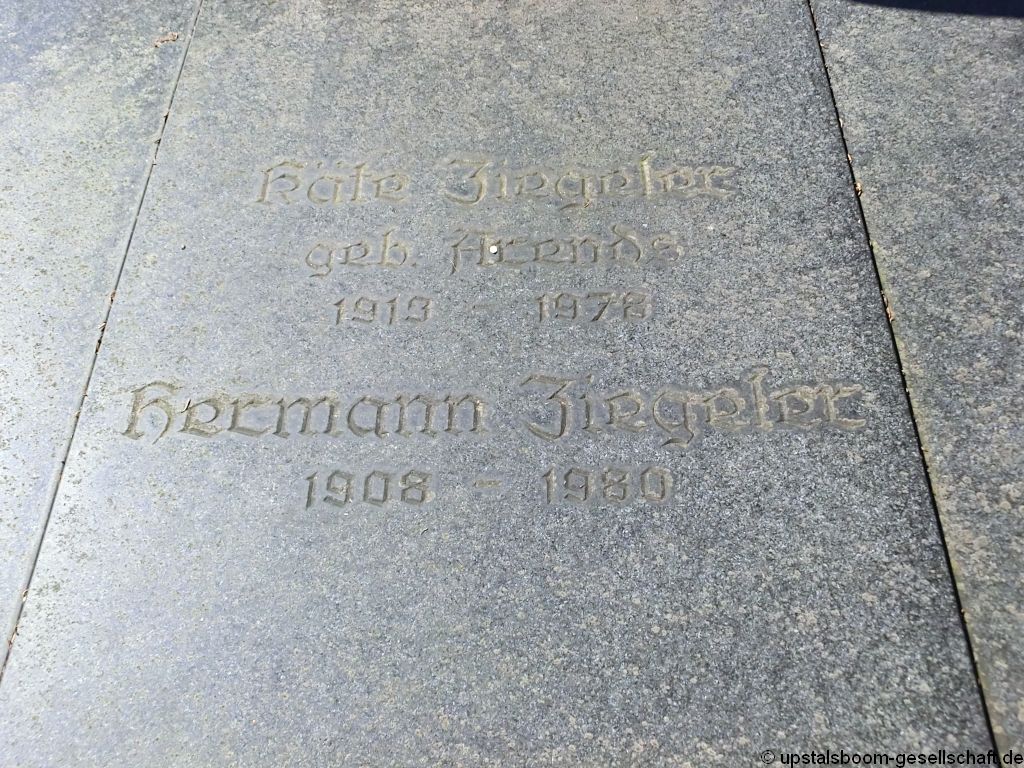 Käte Ziegeler
geb. Arends
1913 - 1978
Hermann Ziegeler
1908 - 1980
© upstalsboom-gesellschaft.de